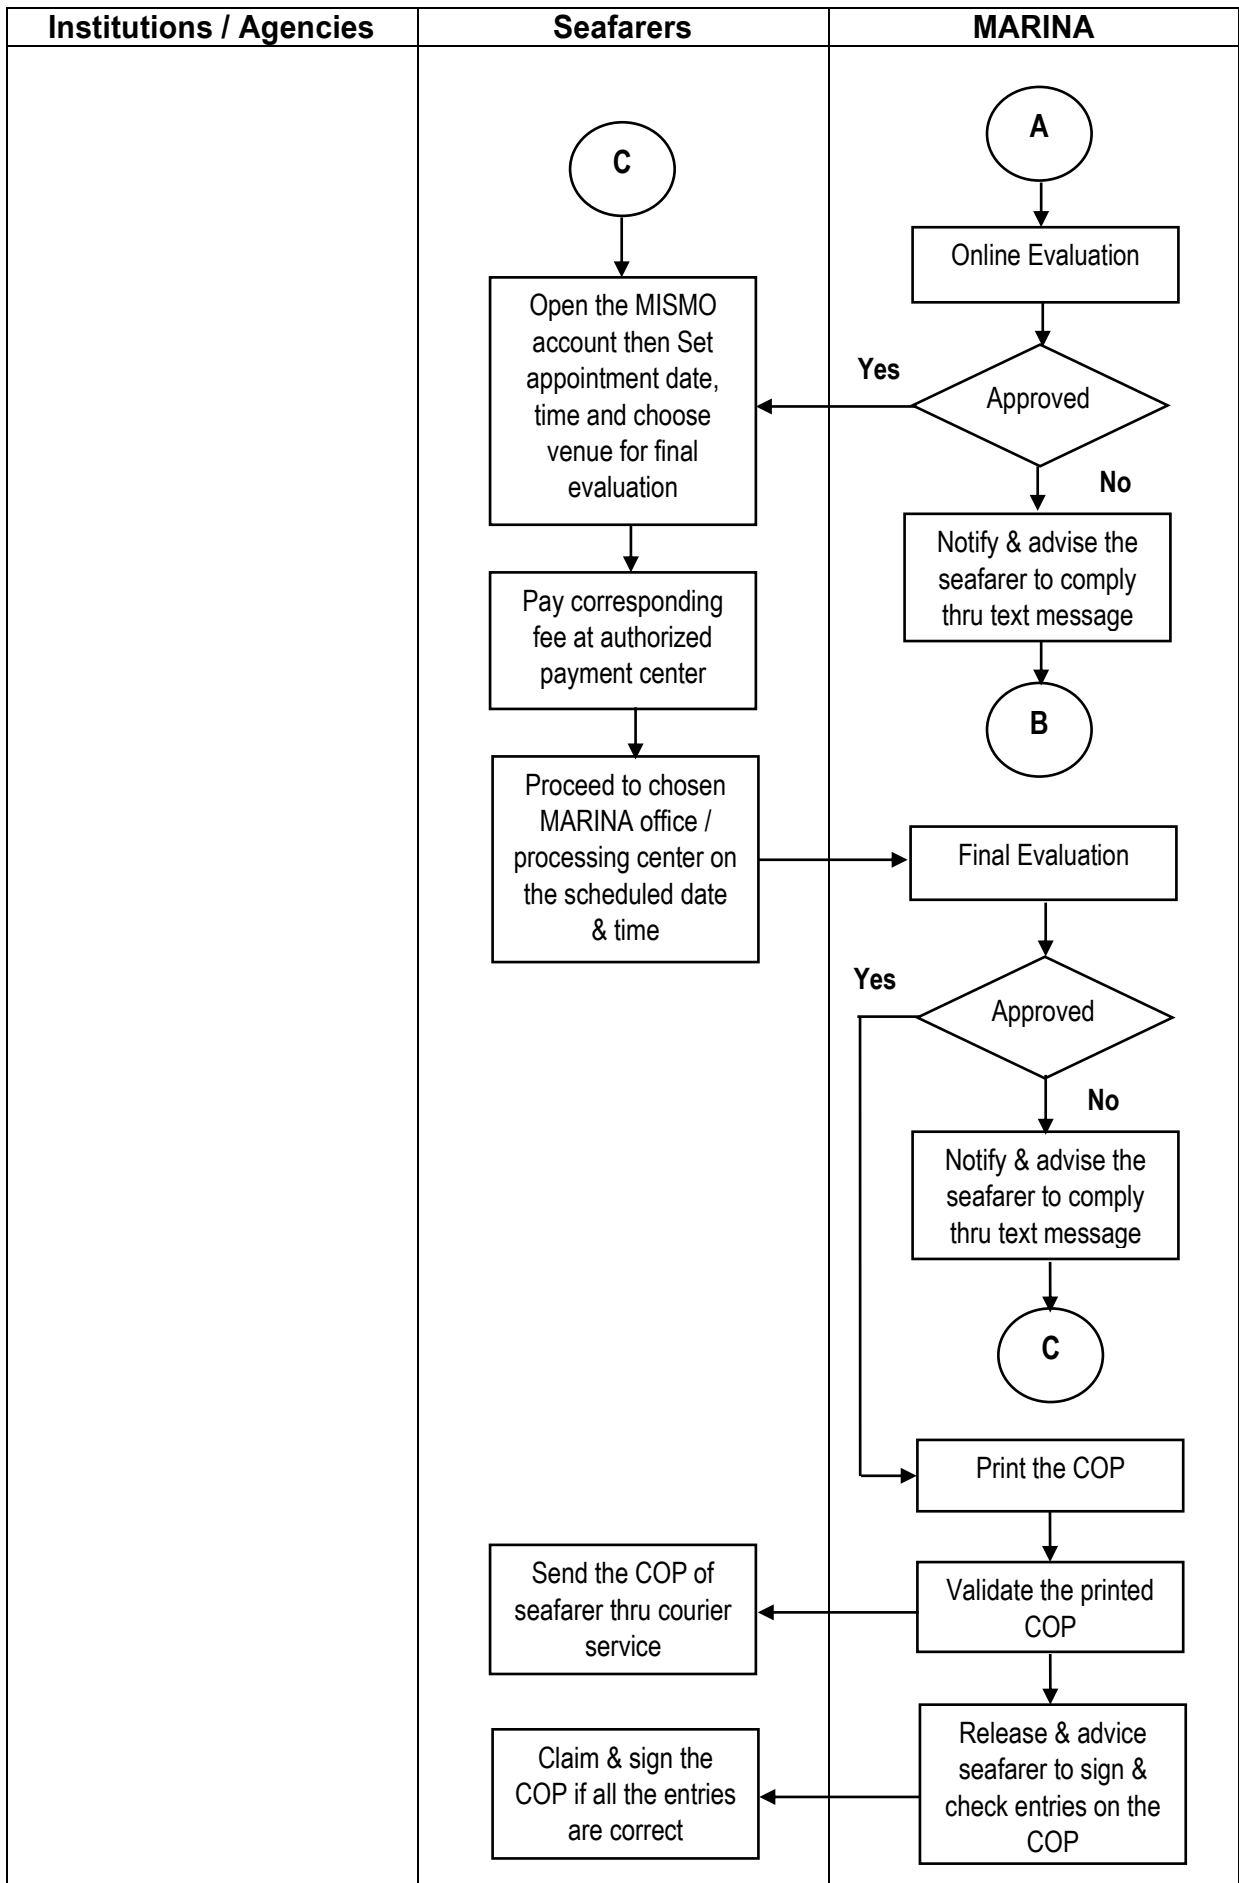 Institutions / Agencies
Seafarers
MARINA
A
C
Online Evaluation
Open the MISMO
account then Set
appointment date,
time and choose
venue for final
evaluation
Yes
Approved
No
Notify & advise the
seafarer to comply
thru text message
Pay corresponding
fee at authorized
payment center
B
Proceed to chosen
MARINA office /
processing center on
the scheduled date
& time
Final Evaluation
Yes
Approved
No
Notify & advise the
seafarer to comply
thru text message
C
Print the COP
Send the COP of
seafarer thru courier
service
Validate the printed
COP
Release & advice
seafarer to sign &
check entries on the
COP
Claim & sign the
COP if all the entries
are correct